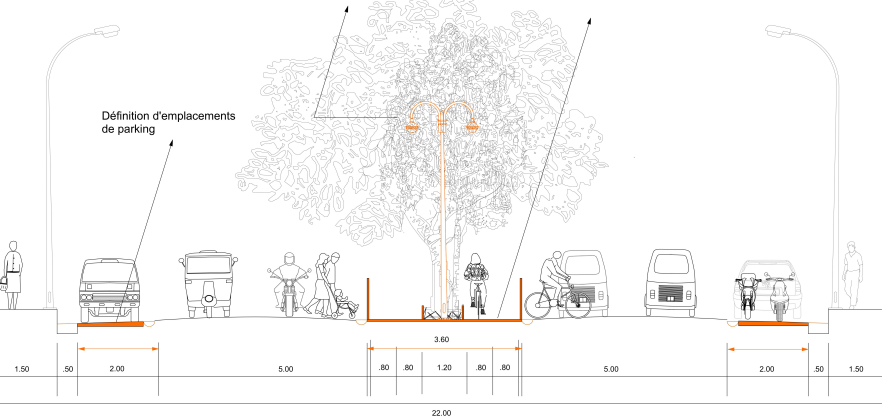 Définition d'emplacements
de parking
3.60
1.50 .50 2.00 5.00 .80 .80 1.20 .80 .80 5.00 2.00 .50 1.50
22.00